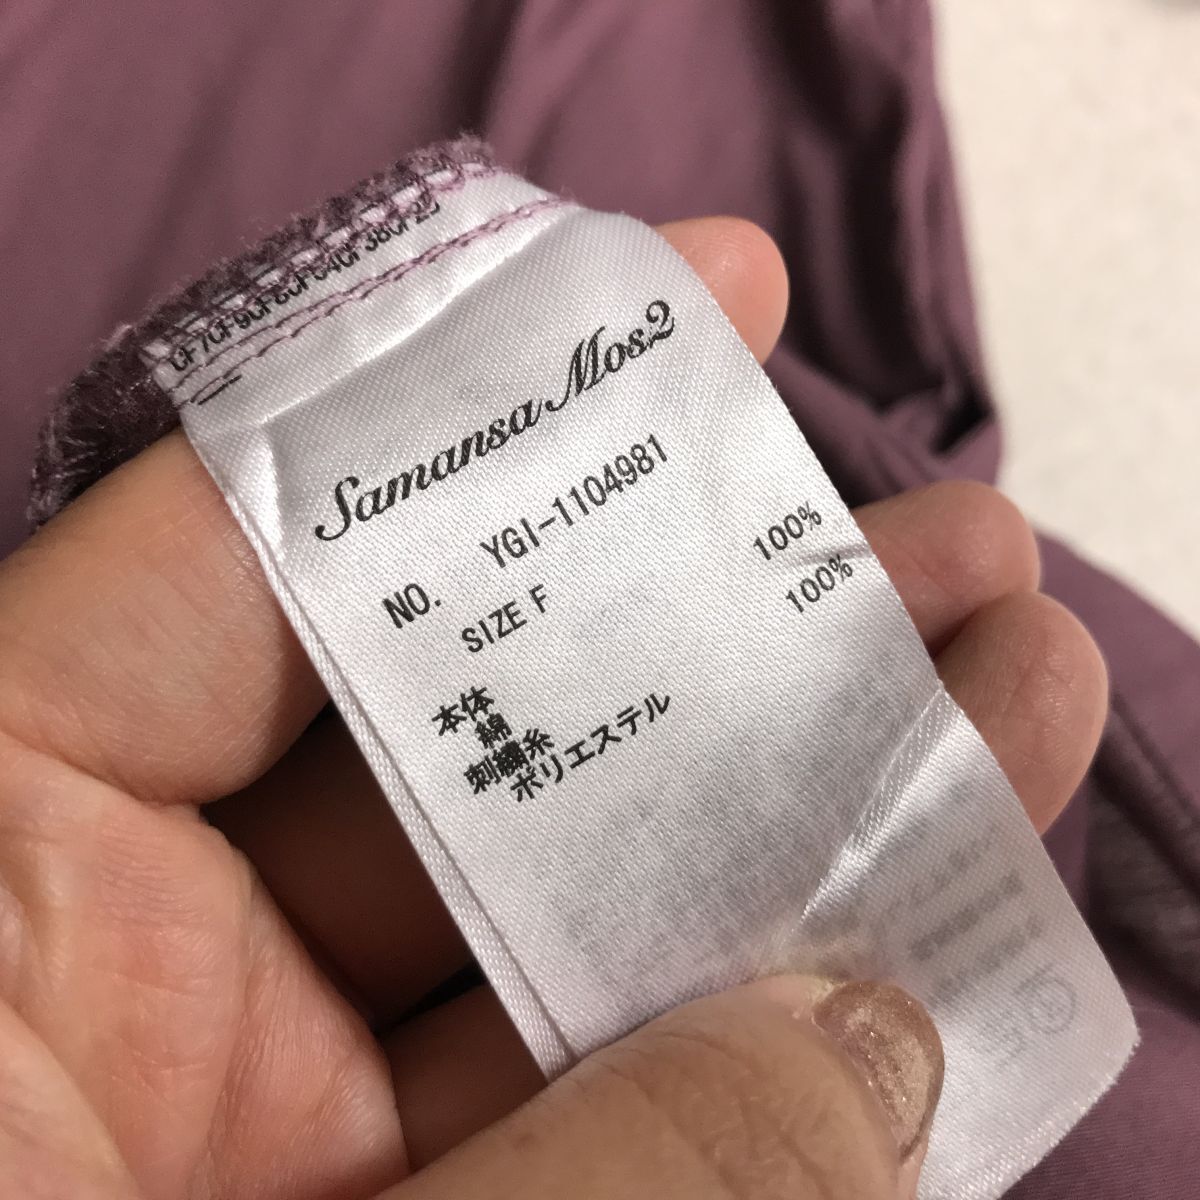 Samansa Mos2
NO. YGI-1104981
SIZE F
本体
綿 100%
刺繍糸
ポリエステル 100%